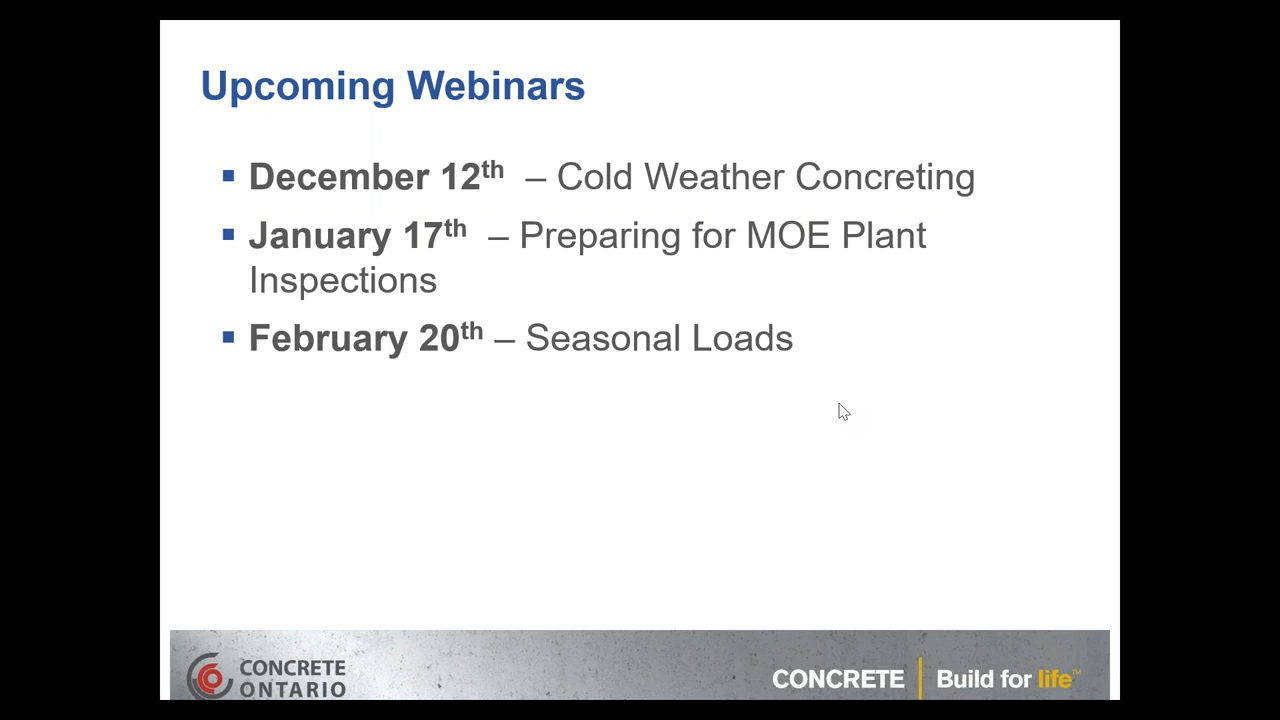 Upcoming Webinars
December 12th – Cold Weather Concreting
January 17th – Preparing for MOE Plant
Inspections
February 20th – Seasonal Loads
CONCRETE
ONTARIO
CONCRETE | Build for life™